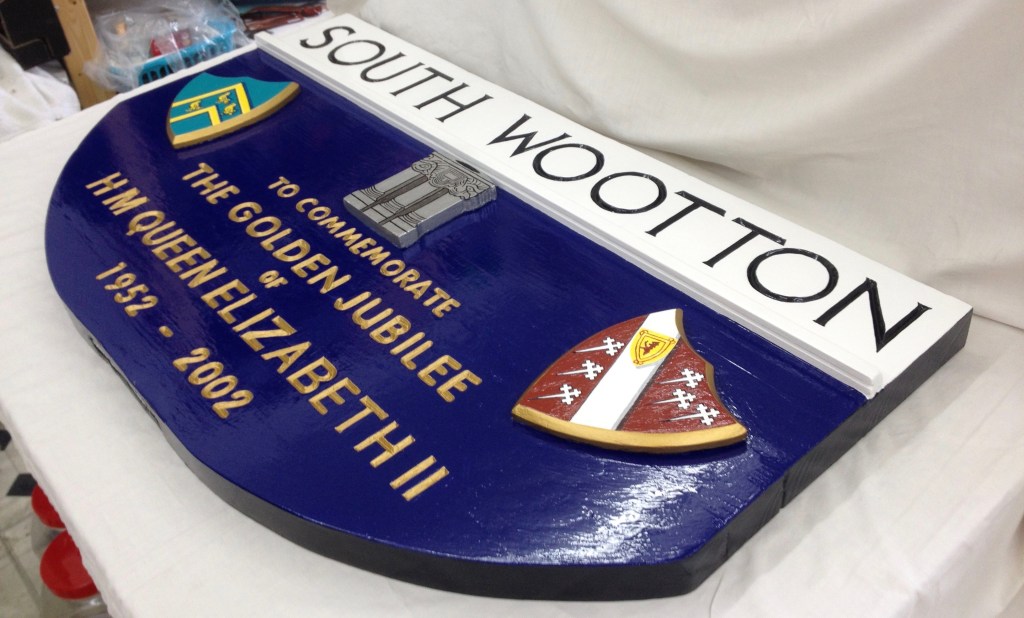 SOUTH WOOTTON
TO COMMEMORATE
THE GOLDEN JUBILEE
OF
HM QUEEN ELIZABETH II
1952 - 2002